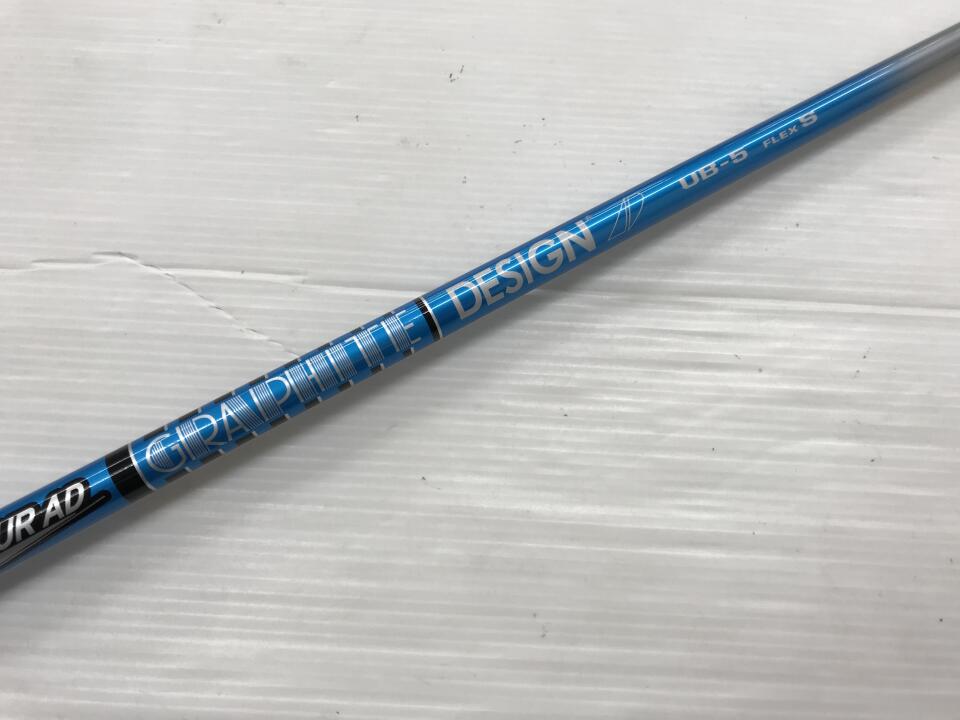 UR AD
GRAPHITE DESIGN
UB-5 FLEX S